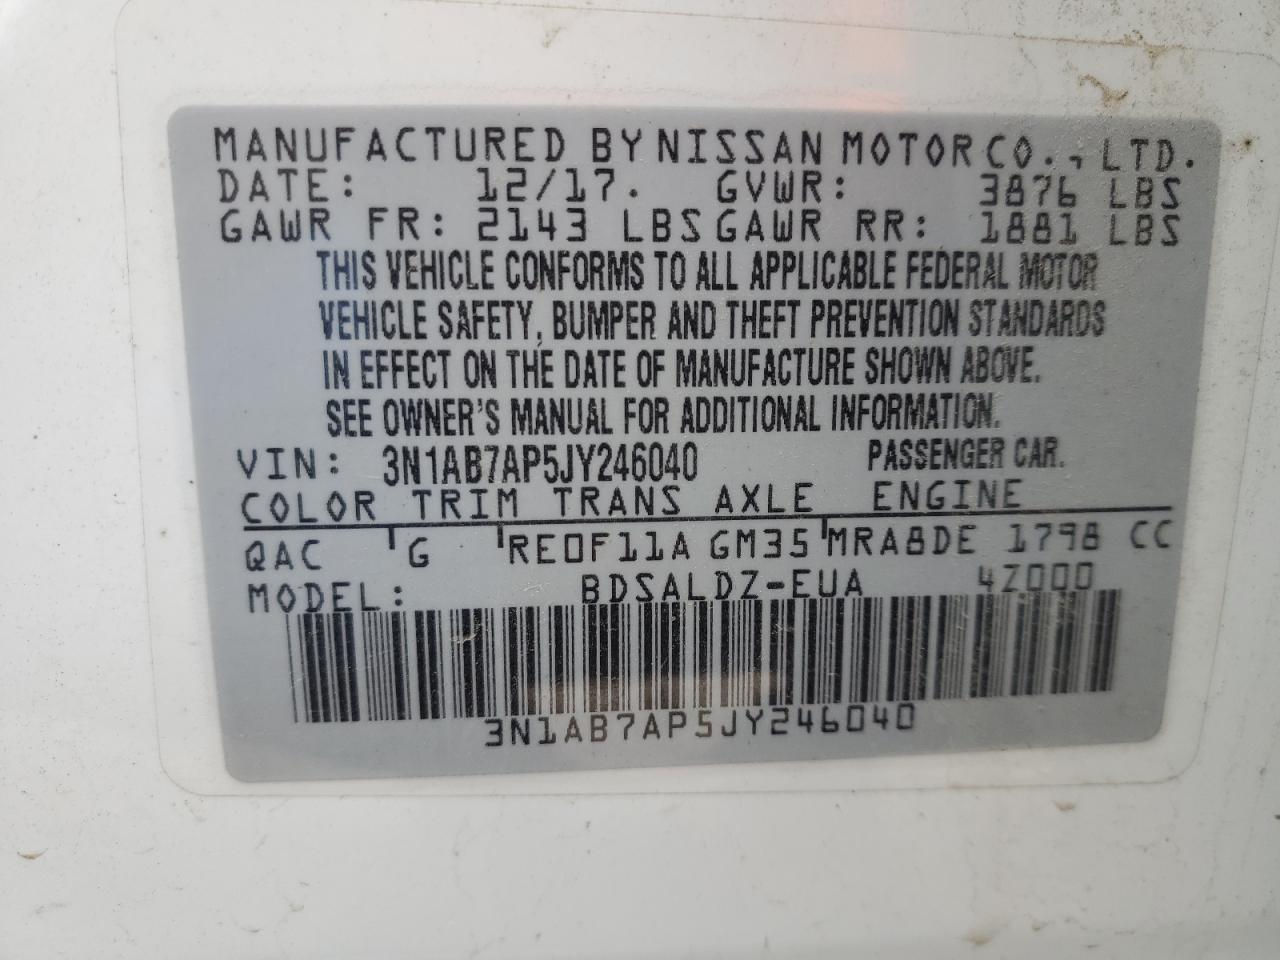 MANUFACTURED BY NISSAN MOTOR CO., LTD.
DATE: 12/17. GVWR: 3876 LBS
GAWR FR: 2143 LBS GAWR RR: 1881 LBS
THIS VEHICLE CONFORMS TO ALL APPLICABLE FEDERAL MOTOR
VEHICLE SAFETY, BUMPER AND THEFT PREVENTION STANDARDS
IN EFFECT ON THE DATE OF MANUFACTURE SHOWN ABOVE.
SEE OWNER'S MANUAL FOR ADDITIONAL INFORMATION.
VIN: 3N1AB7AP5JY246040 PASSENGER CAR.
COLOR TRIM TRANS AXLE ENGINE
QAC G RE0F11A GM35 MRA8DE 1798 CC
MODEL: BDSALDZ-EUA 4Z000
3N1AB7AP5JY246040